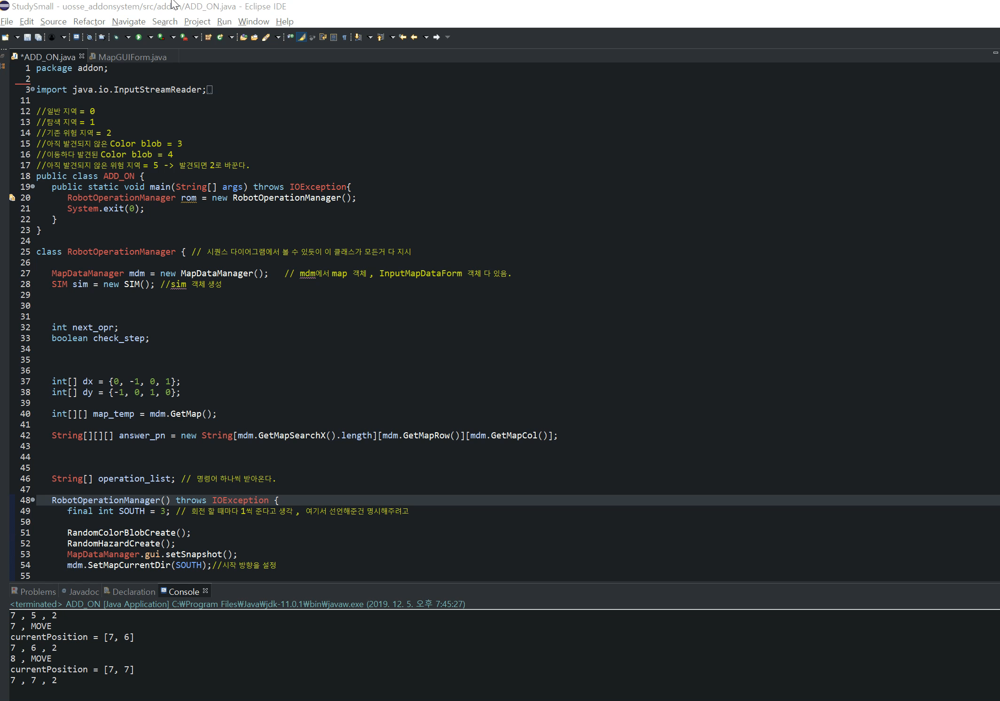 StudySmall - uosse_addonsystem/src/addon/ADD_ON.java - Eclipse IDE
File Edit Source Refactor Navigate Search Project Run Window Help
*ADD_ON.java MapGUIForm.java
1 package addon;
2
3 import java.io.InputStreamReader;
11
12 //일반 지역 = 0
13 //탐색 지역 = 1
14 //기존 위험 지역 = 2
15 //아직 발견되지 않은 Color blob = 3
16 //이동하다 발견된 Color blob = 4
17 //아직 발견되지 않은 위험 지역 = 5 -> 발견되면 2로 바꾼다.
18 public class ADD_ON {
19 public static void main(String[] args) throws IOException{
20 RobotOperationManager rom = new RobotOperationManager();
21 System.exit(0);
22 }
23 }
24
25 class RobotOperationManager { // 시퀀스 다이어그램에서 볼 수 있듯이 이 클래스가 모든거 다 지시
26
27 MapDataManager mdm = new MapDataManager(); // mdm에서 map 객체 , InputMapDataForm 객체 다 있음.
28 SIM sim = new SIM(); //sim 객체 생성
29
30
31
32 int next_opr;
33 boolean check_step;
34
35
36
37 int[] dx = {0, -1, 0, 1};
38 int[] dy = {-1, 0, 1, 0};
39
40 int[][] map_temp = mdm.GetMap();
41
42 String[][][] answer_pn = new String[mdm.GetMapSearchX().length][mdm.GetMapRow()][mdm.GetMapCol()];
43
44
45
46 String[] operation_list; // 명령어 하나씩 받아온다.
47
48 RobotOperationManager() throws IOException {
49 final int SOUTH = 3; // 회전 할 때마다 1씩 준다고 생각 , 여기서 선언해준건 명시해주려고
50
51 RandomColorBlobCreate();
52 RandomHazardCreate();
53 MapDataManager.gui.setSnapshot();
54 mdm.SetMapCurrentDir(SOUTH);//시작 방향을 설정
55
Problems Javadoc Declaration Console
<terminated> ADD_ON [Java Application] C:₩Program Files₩Java₩jdk-11.0.1₩bin₩javaw.exe (2019. 12. 5. 오후 7:45:27)
7 , 5 , 2
7 , MOVE
currentPosition = [7, 6]
7 , 6 , 2
8 , MOVE
currentPosition = [7, 7]
7 , 7 , 2